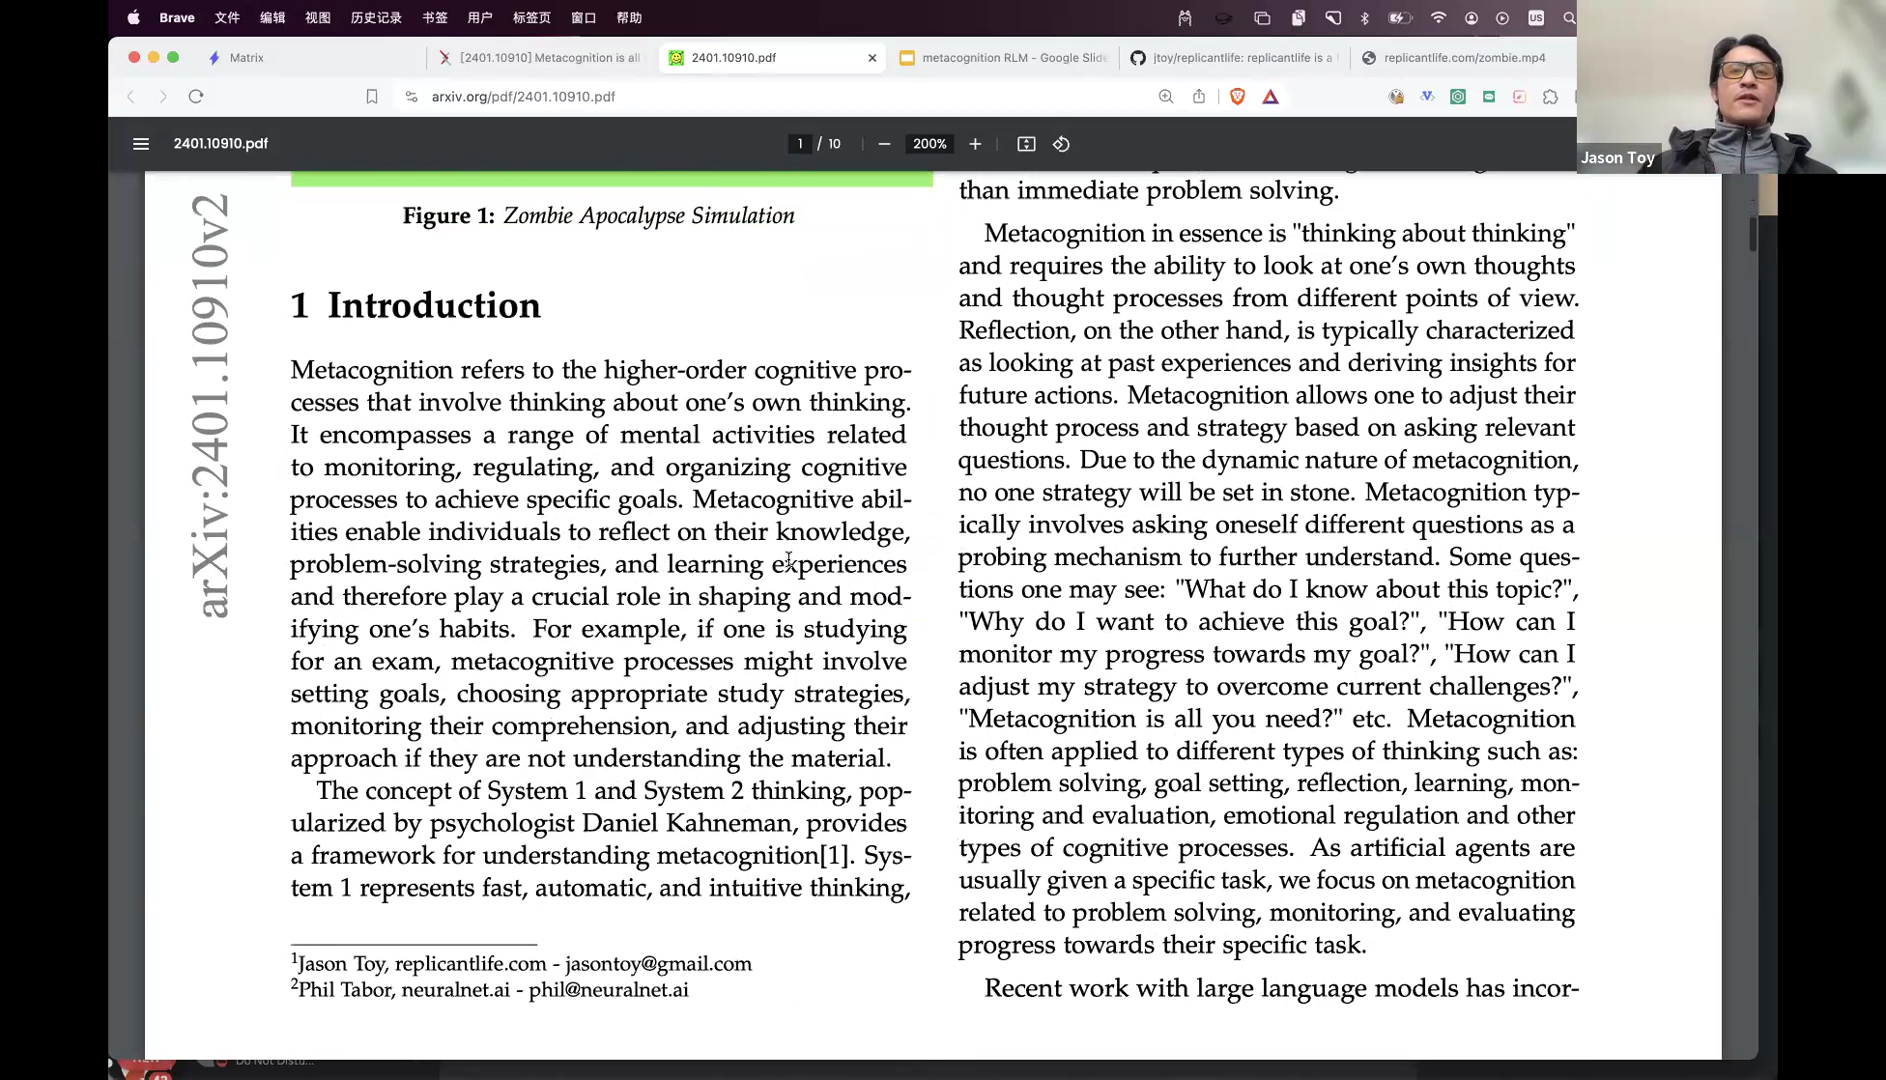 Brave 文件 编辑 视图 历史记录 书签 用户 标签页 窗口 帮助 US
Matrix
[2401.10910] Metacognition is all
2401.10910.pdf
metacognition RLM - Google Slide
jtoy/replicantlife: replicantlife is a
replicantlife.com/zombie.mp4
arxiv.org/pdf/2401.10910.pdf
2401.10910.pdf
1 / 10
200%
Jason Toy
arXiv:2401.10910v2
Figure 1: Zombie Apocalypse Simulation
1 Introduction
Metacognition refers to the higher-order cognitive pro-
cesses that involve thinking about one's own thinking.
It encompasses a range of mental activities related
to monitoring, regulating, and organizing cognitive
processes to achieve specific goals. Metacognitive abil-
ities enable individuals to reflect on their knowledge,
problem-solving strategies, and learning experiences
and therefore play a crucial role in shaping and mod-
ifying one's habits. For example, if one is studying
for an exam, metacognitive processes might involve
setting goals, choosing appropriate study strategies,
monitoring their comprehension, and adjusting their
approach if they are not understanding the material.
The concept of System 1 and System 2 thinking, pop-
ularized by psychologist Daniel Kahneman, provides
a framework for understanding metacognition[1]. Sys-
tem 1 represents fast, automatic, and intuitive thinking,
1Jason Toy, replicantlife.com - jasontoy@gmail.com
2Phil Tabor, neuralnet.ai - phil@neuralnet.ai
than immediate problem solving.
Metacognition in essence is "thinking about thinking"
and requires the ability to look at one's own thoughts
and thought processes from different points of view.
Reflection, on the other hand, is typically characterized
as looking at past experiences and deriving insights for
future actions. Metacognition allows one to adjust their
thought process and strategy based on asking relevant
questions. Due to the dynamic nature of metacognition,
no one strategy will be set in stone. Metacognition typ-
ically involves asking oneself different questions as a
probing mechanism to further understand. Some ques-
tions one may see: "What do I know about this topic?",
"Why do I want to achieve this goal?", "How can I
monitor my progress towards my goal?", "How can I
adjust my strategy to overcome current challenges?",
"Metacognition is all you need?" etc. Metacognition
is often applied to different types of thinking such as:
problem solving, goal setting, reflection, learning, mon-
itoring and evaluation, emotional regulation and other
types of cognitive processes. As artificial agents are
usually given a specific task, we focus on metacognition
related to problem solving, monitoring, and evaluating
progress towards their specific task.
Recent work with large language models has incor-